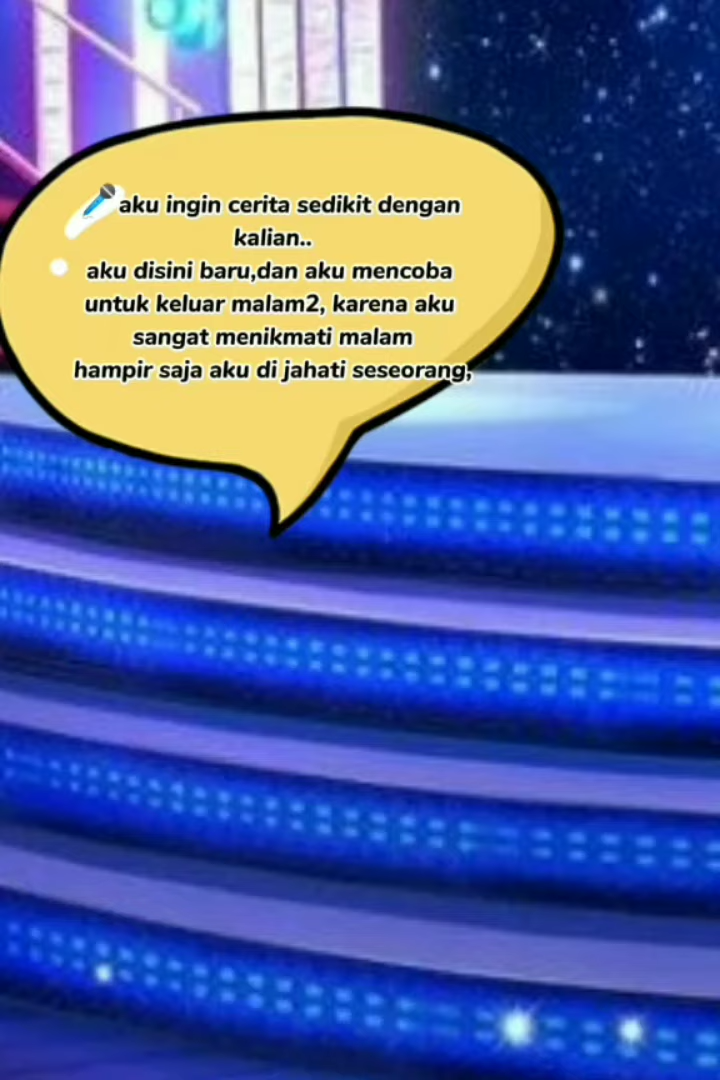 🎤aku ingin cerita sedikit dengan
kalian..
aku disini baru,dan aku mencoba
untuk keluar malam2, karena aku
sangat menikmati malam
hampir saja aku di jahati seseorang,